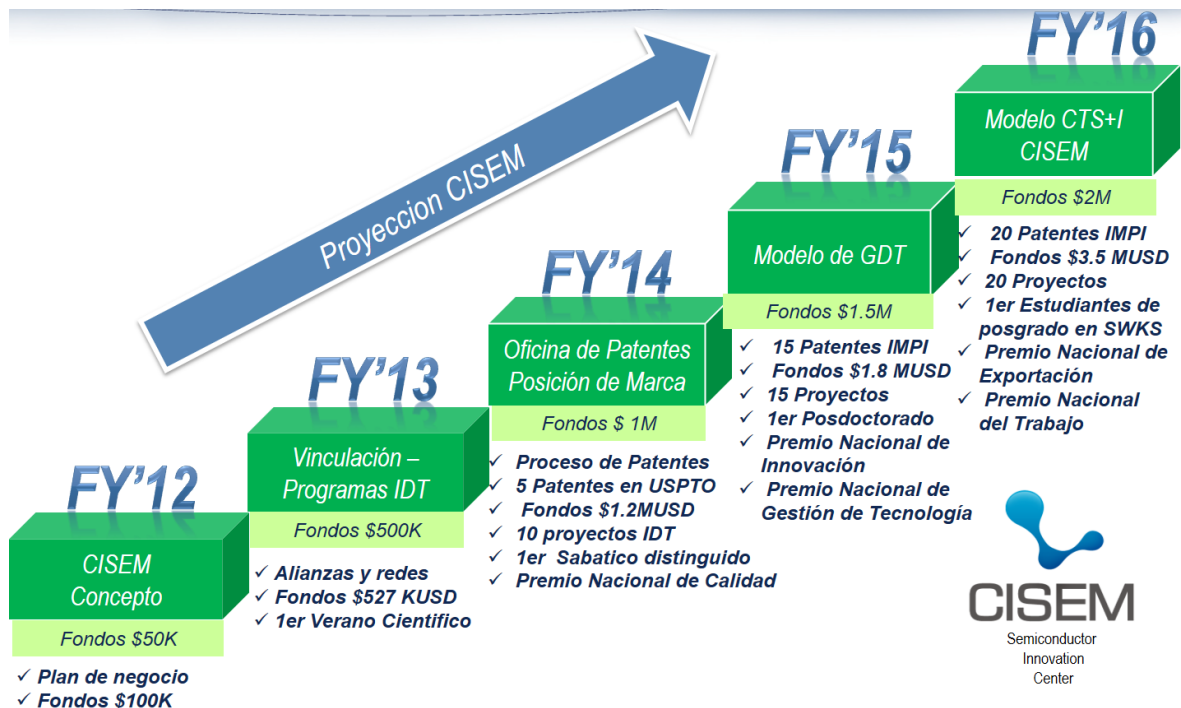 FY'16
Modelo CTS+I
CISEM
Fondos $2M
20 Patentes IMPI
Fondos $3.5 MUSD
20 Proyectos
1er Estudiantes de
posgrado en SWKS
Premio Nacional de
Exportación
Premio Nacional
del Trabajo
FY'15
Modelo de GDT
Fondos $1.5M
15 Patentes IMPI
Fondos $1.8 MUSD
15 Proyectos
1er Posdoctorado
Premio Nacional de
Innovación
Premio Nacional de
Gestión de Tecnología
Proyeccion CISEM
FY'14
Oficina de Patentes
Posición de Marca
Fondos $ 1M
Proceso de Patentes
5 Patentes en USPTO
Fondos $1.2MUSD
10 proyectos IDT
1er Sabatico distinguido
Premio Nacional de Calidad
FY'13
Vinculación –
Programas IDT
Fondos $500K
Alianzas y redes
Fondos $527 KUSD
1er Verano Científico
FY'12
CISEM
Concepto
Fondos $50K
Plan de negocio
Fondos $100K
CISEM
Semiconductor
Innovation
Center